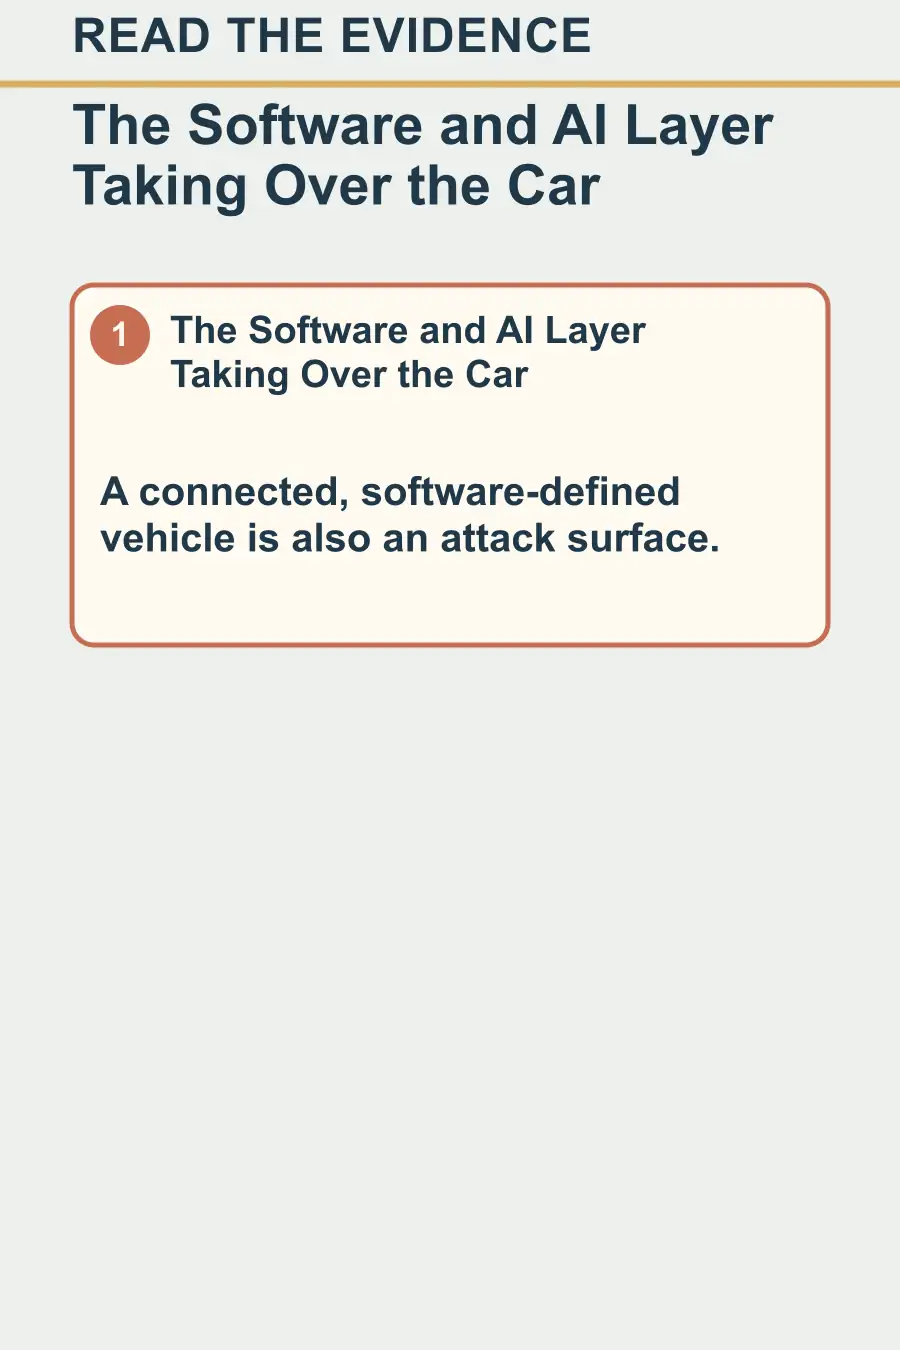 READ THE EVIDENCE
The Software and AI Layer
Taking Over the Car
1
The Software and AI Layer
Taking Over the Car
A connected, software-defined
vehicle is also an attack surface.